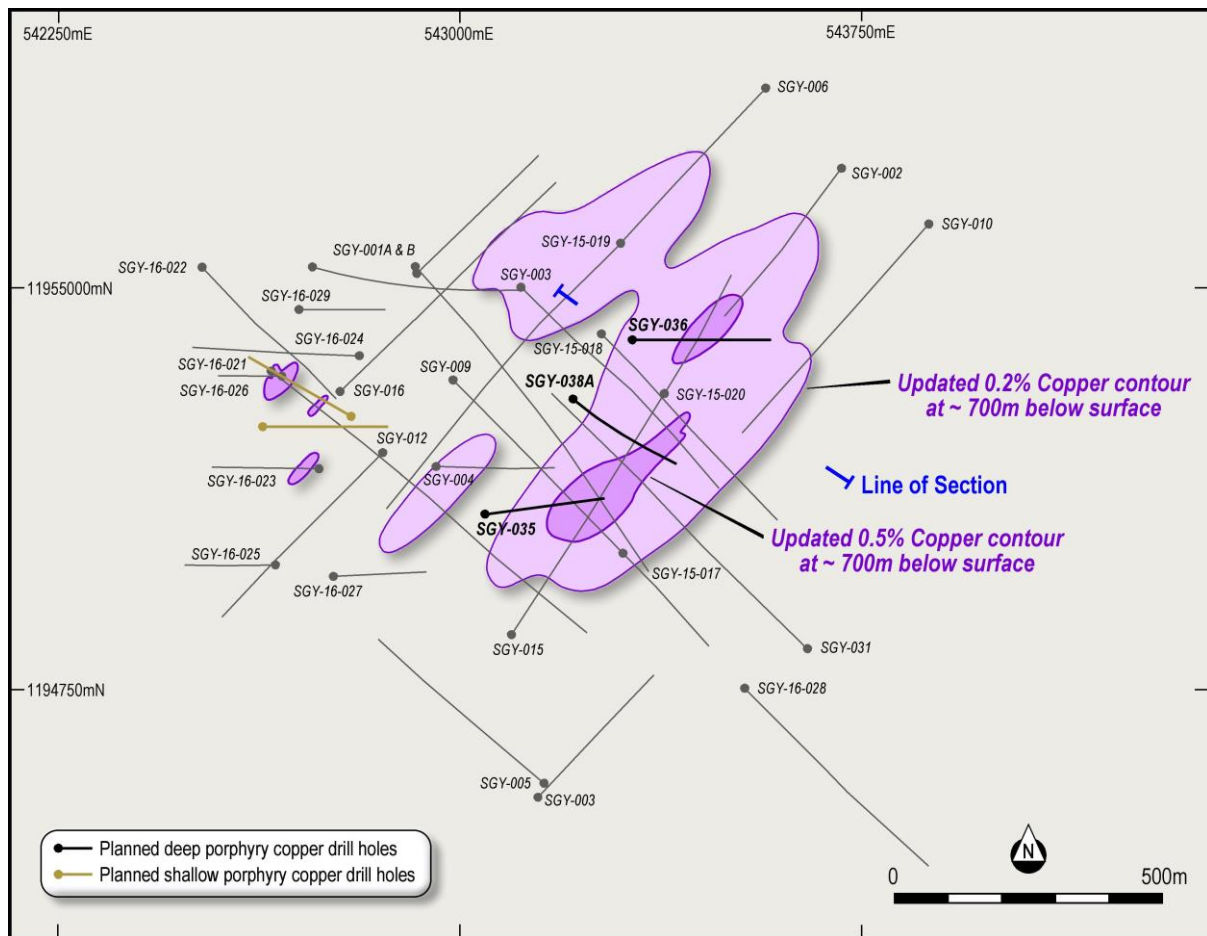 542250mE
543000mE
543750mE
SGY-006
SGY-002
SGY-010
SGY-15-019
SGY-001A & B
SGY-16-022
SGY-003
11955000mN
SGY-16-029
SGY-036
SGY-16-024
SGY-15-018
SGY-16-021
SGY-009
SGY-038A
SGY-16-026
SGY-016
SGY-15-020
Updated 0.2% Copper contour
at ~ 700m below surface
SGY-012
SGY-16-023
SGY-004
Line of Section
SGY-035
Updated 0.5% Copper contour
at ~ 700m below surface
SGY-16-025
SGY-15-017
SGY-16-027
SGY-015
SGY-031
1194750mN
SGY-16-028
SGY-005
SGY-003
Planned deep porphyry copper drill holes
Planned shallow porphyry copper drill holes
N
0
500m